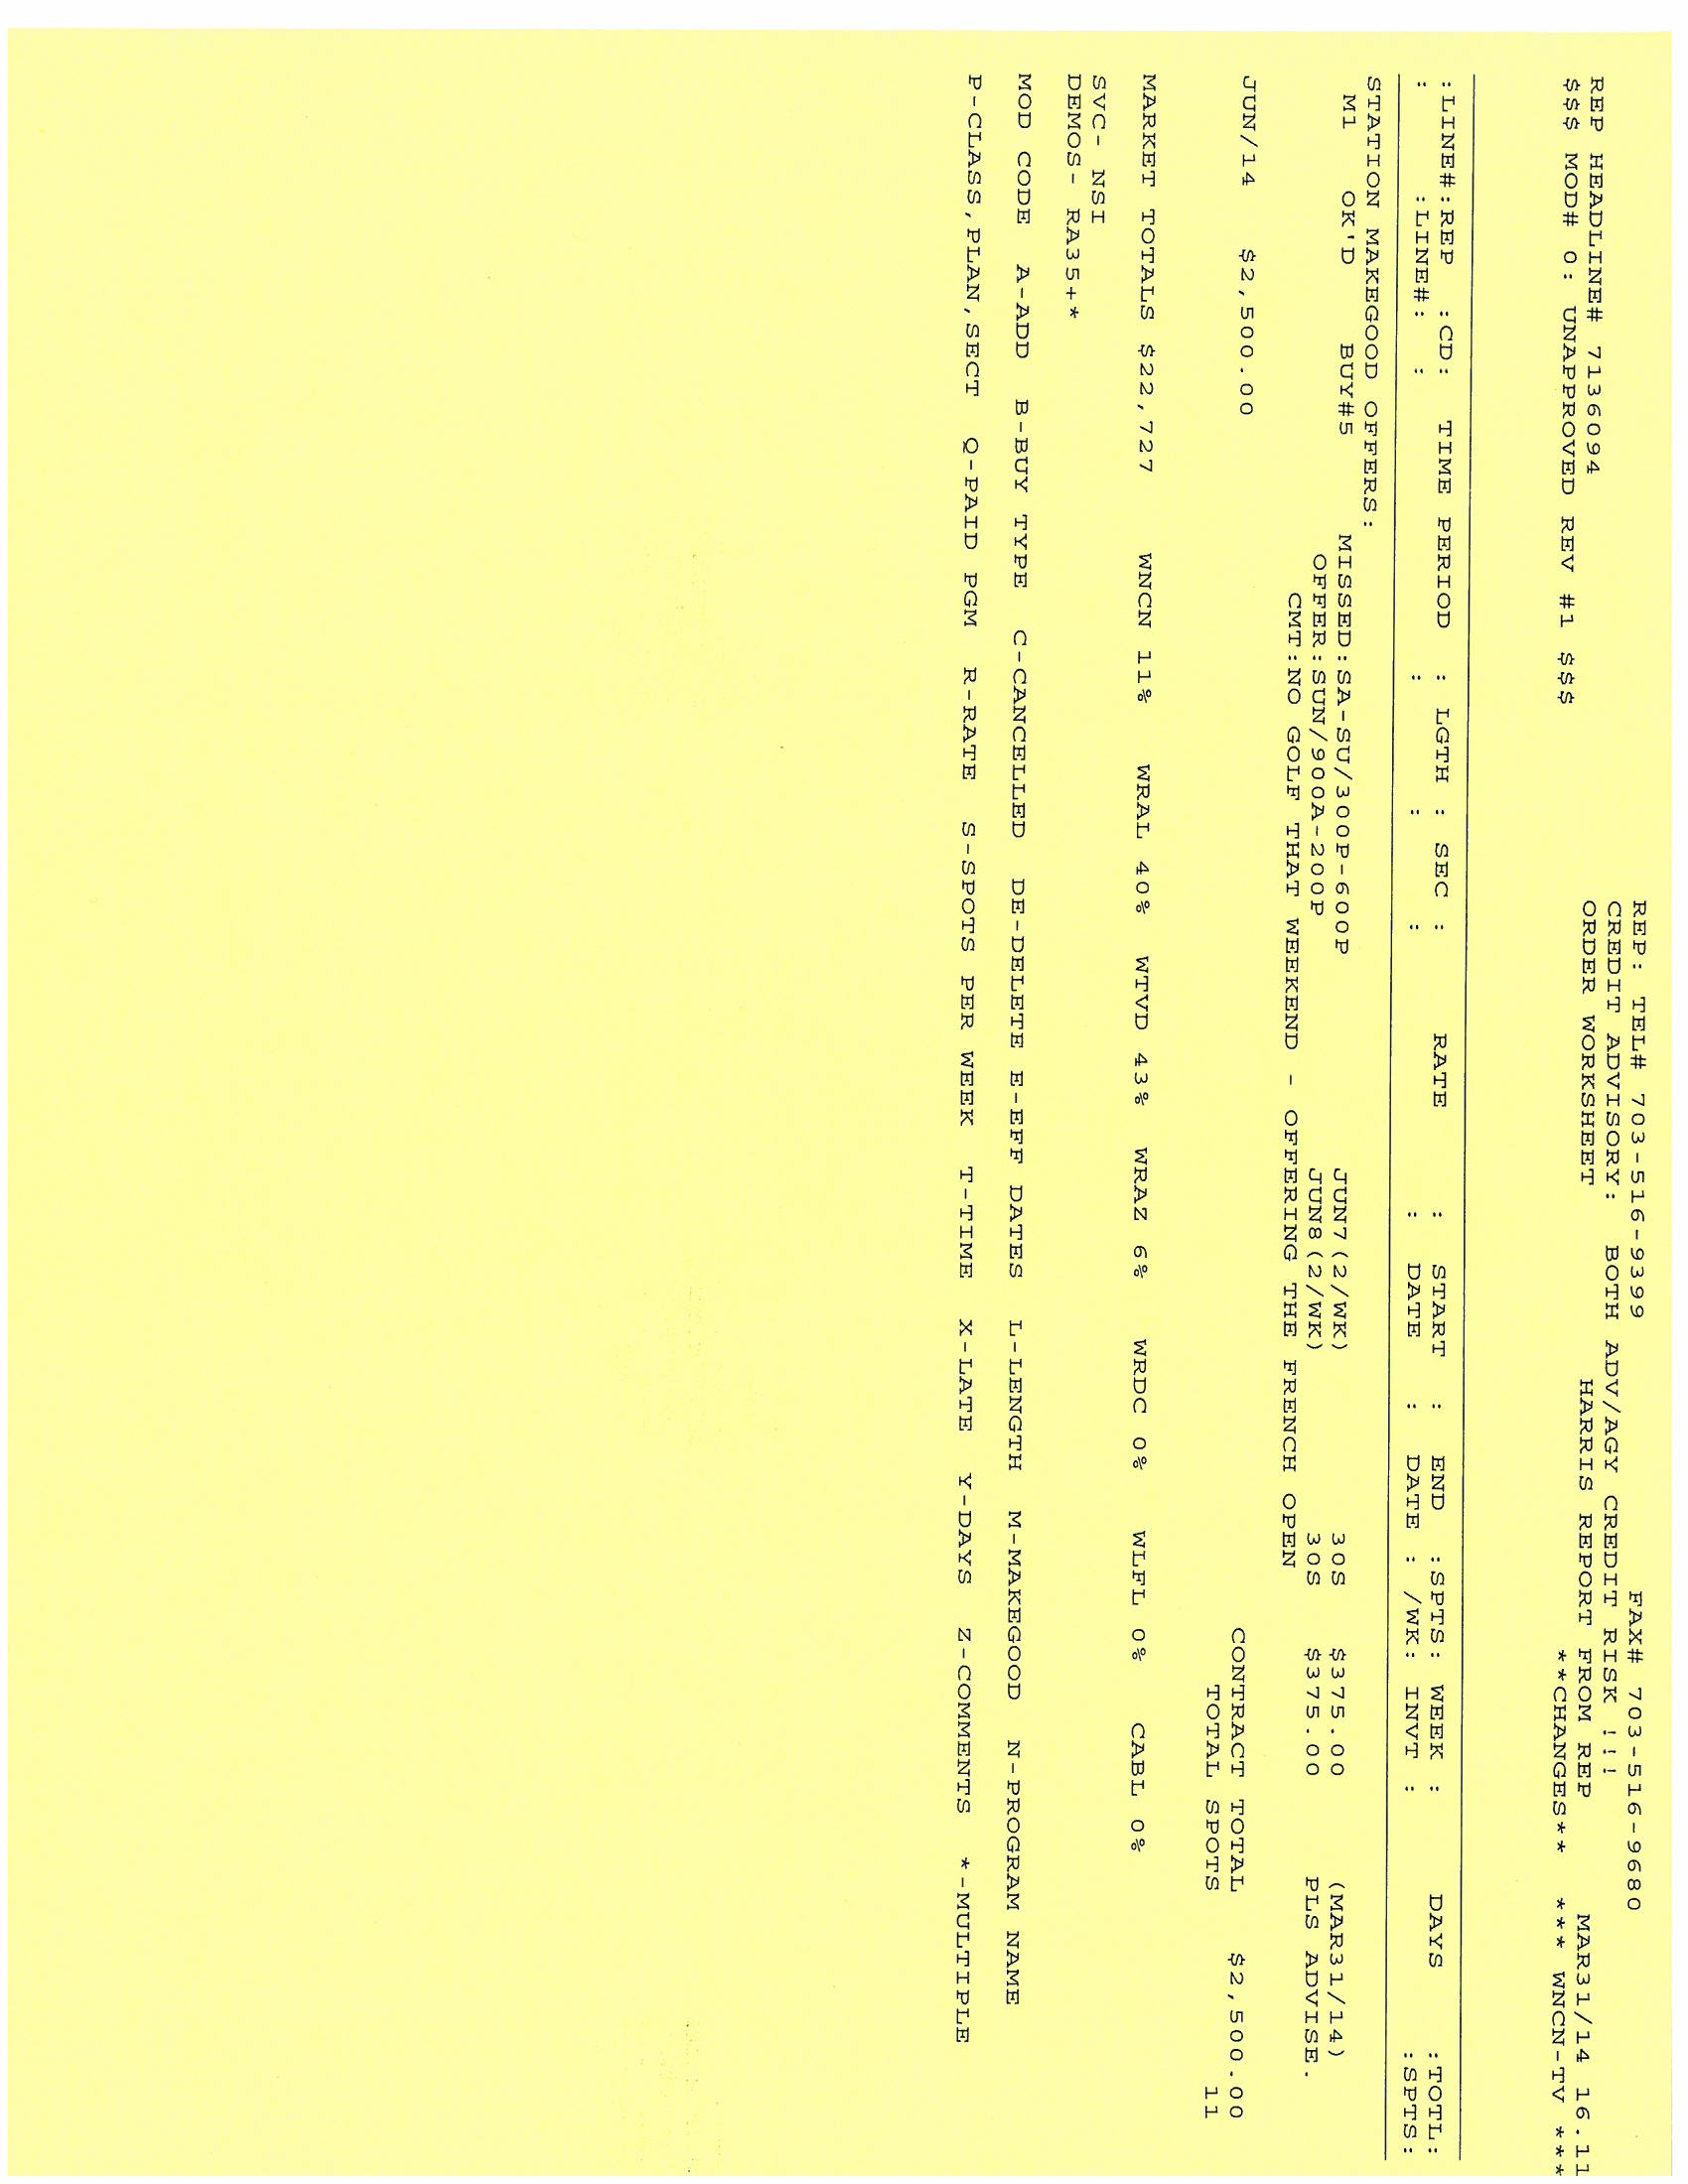 REP: TEL# 703-516-9399 FAX# 703-516-9680
CREDIT ADVISORY: BOTH ADV/AGY CREDIT RISK !!!
REP HEADLINE# 7136094 ORDER WORKSHEET HARRIS REPORT FROM REP MAR31/14 16.11
$$$ MOD# 0: UNAPPROVED REV #1 $$$ **CHANGES** *** WNCN-TV ***
:LINE#:REP :CD: TIME PERIOD : LGTH : SEC : RATE : START : END :SPTS: WEEK : DAYS :TOTL:
: :LINE#: : : : : : DATE : DATE : /WK: INVT : :SPTS:
STATION MAKEGOOD OFFERS:
M1 OK'D BUY#5 MISSED:SA-SU/300P-600P JUN7(2/WK) 30S $375.00 (MAR31/14)
OFFER:SUN/900A-200P JUN8(2/WK) 30S $375.00 PLS ADVISE.
CMT:NO GOLF THAT WEEKEND - OFFERING THE FRENCH OPEN
JUN/14 $2,500.00 CONTRACT TOTAL $2,500.00
TOTAL SPOTS 11
MARKET TOTALS $22,727 WNCN 11% WRAL 40% WTVD 43% WRAZ 6% WRDC 0% WLFL 0% CABL 0%
SVC- NSI
DEMOS- RA35+*
MOD CODE A-ADD B-BUY TYPE C-CANCELLED DE-DELETE E-EFF DATES L-LENGTH M-MAKEGOOD N-PROGRAM NAME
P-CLASS,PLAN,SECT Q-PAID PGM R-RATE S-SPOTS PER WEEK T-TIME X-LATE Y-DAYS Z-COMMENTS *-MULTIPLE